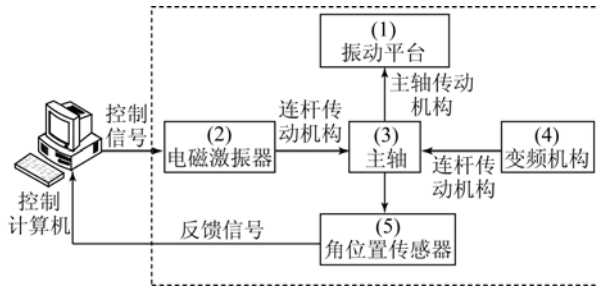 (1)
振动平台
主轴传动
机构
控制
信号
连杆传
动机构
(2)
电磁激振器
(3)
主轴
(4)
变频机构
连杆传
动机构
控制
计算机
反馈信号
(5)
角位置传感器